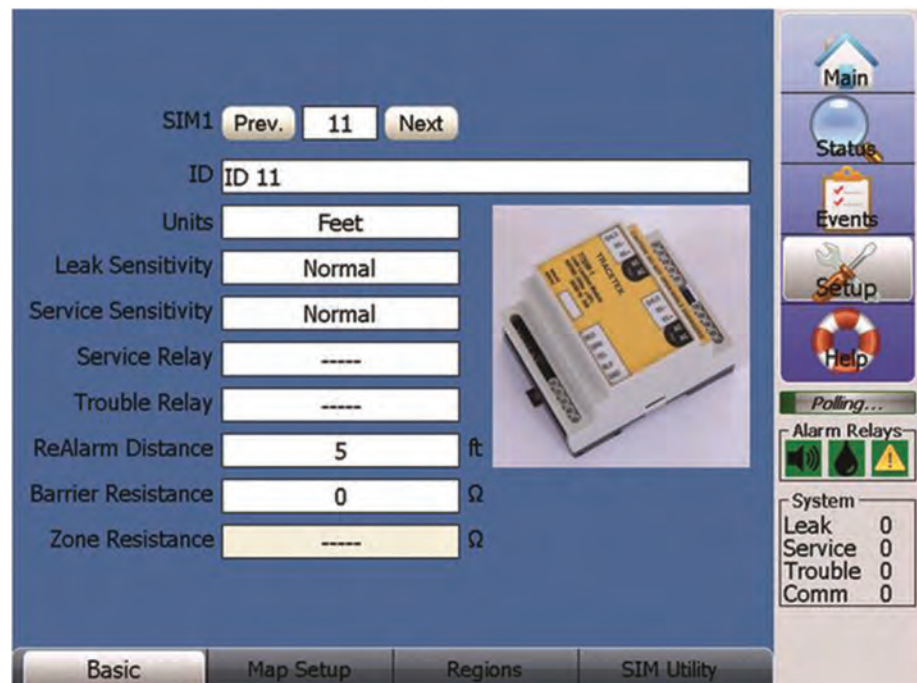 SIM1 Prev. 11 Next
ID ID 11
Units Feet
Leak Sensitivity Normal
Service Sensitivity Normal
Service Relay -----
Trouble Relay -----
ReAlarm Distance 5 ft
Barrier Resistance 0 Ω
Zone Resistance ----- Ω
TRACETEK
Basic Map Setup Regions SIM Utility
Main
Status
Events
Setup
Help
Polling...
Alarm Relays
System
Leak 0
Service 0
Trouble 0
Comm 0